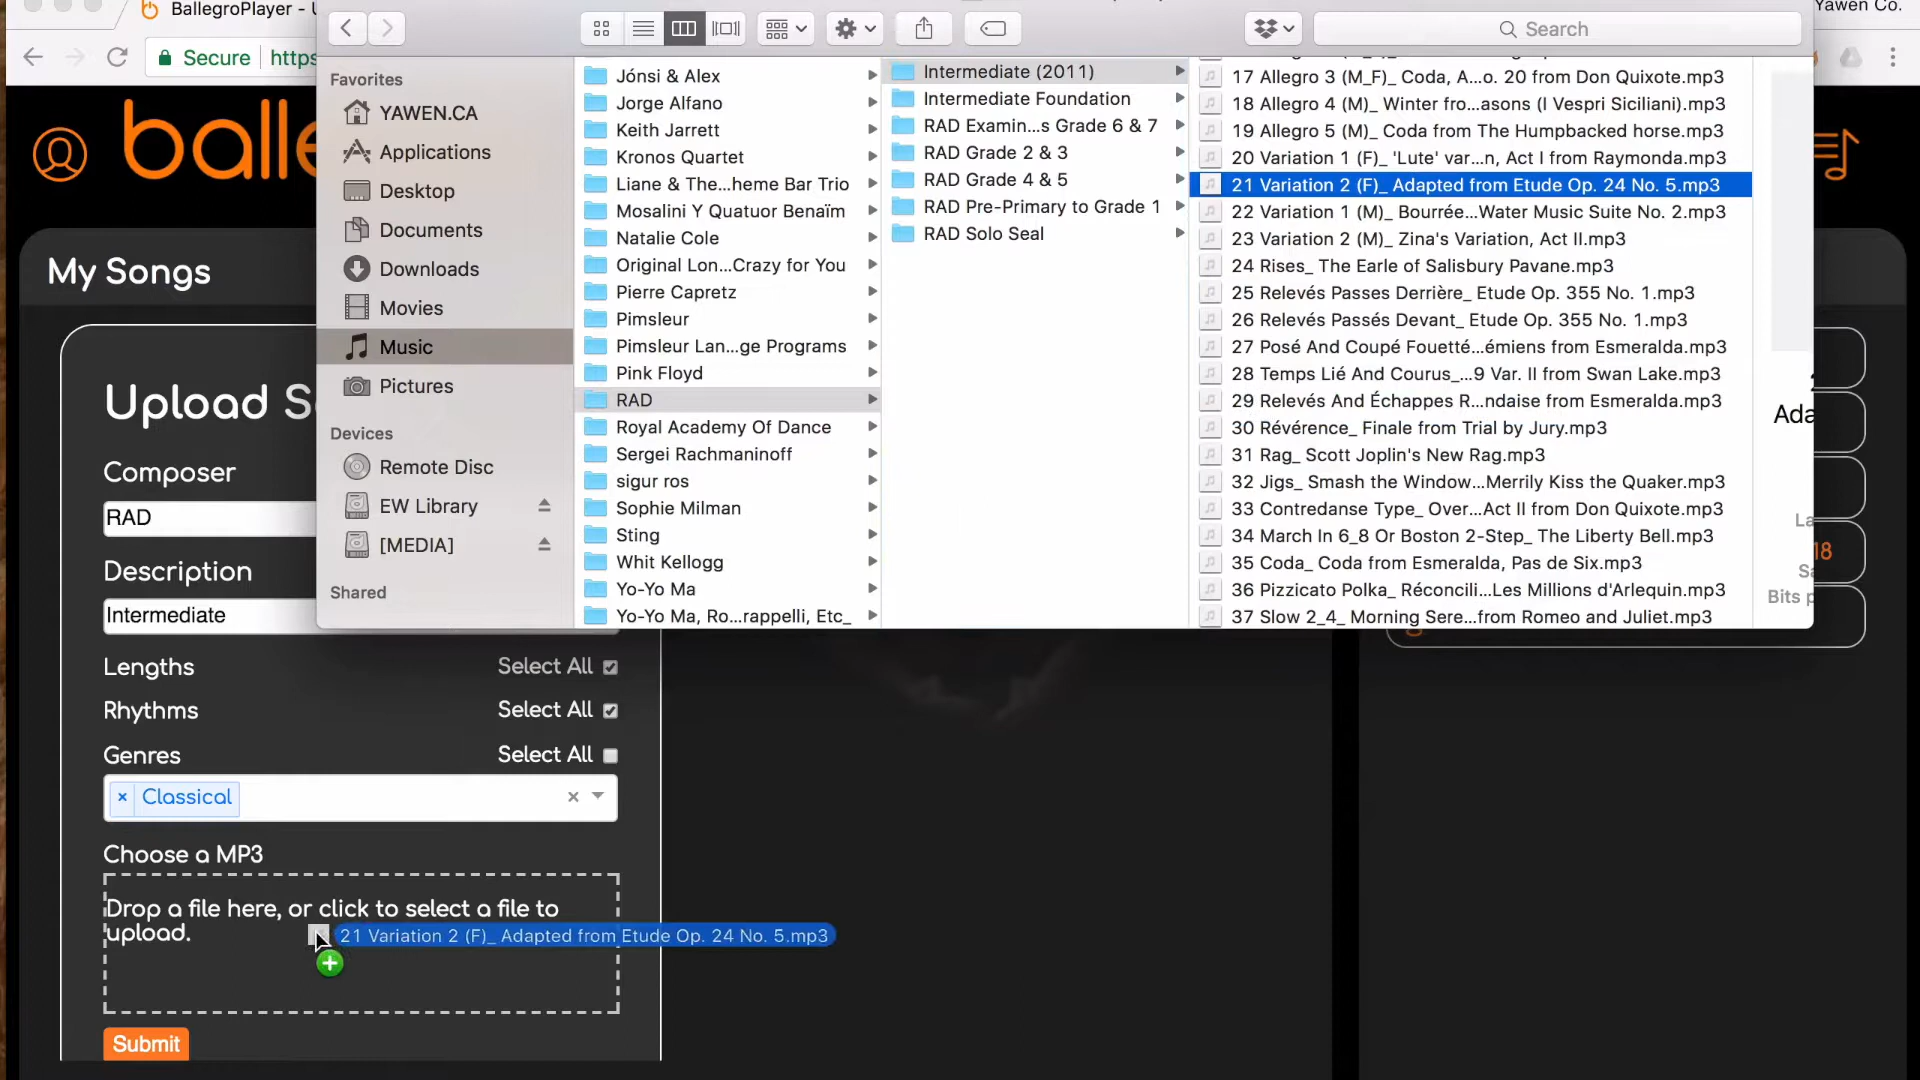 BallegroPlayer - U
Yawen Co.
Secure
https
Search
balle
My Songs
Upload S
Composer
RAD
Description
Intermediate
Lengths
Select All
Rhythms
Select All
Genres
Select All
× Classical
Choose a MP3
Drop a file here, or click to select a file to
upload.
21 Variation 2 (F)_ Adapted from Etude Op. 24 No. 5.mp3
Submit
Favorites
YAWEN.CA
Applications
Desktop
Documents
Downloads
Movies
Music
Pictures
Devices
Remote Disc
EW Library
[MEDIA]
Shared
Jónsi & Alex
Jorge Alfano
Keith Jarrett
Kronos Quartet
Liane & The...heme Bar Trio
Mosalini Y Quatuor Benaïm
Natalie Cole
Original Lon...Crazy for You
Pierre Capretz
Pimsleur
Pimsleur Lan...ge Programs
Pink Floyd
RAD
Royal Academy Of Dance
Sergei Rachmaninoff
sigur ros
Sophie Milman
Sting
Whit Kellogg
Yo-Yo Ma
Yo-Yo Ma, Ro...rappelli, Etc_
Intermediate (2011)
Intermediate Foundation
RAD Examin...s Grade 6 & 7
RAD Grade 2 & 3
RAD Grade 4 & 5
RAD Pre-Primary to Grade 1
RAD Solo Seal
17 Allegro 3 (M_F)_ Coda, A...o. 20 from Don Quixote.mp3
18 Allegro 4 (M)_ Winter fro...asons (I Vespri Siciliani).mp3
19 Allegro 5 (M)_ Coda from The Humpbacked horse.mp3
20 Variation 1 (F)_ 'Lute' var...n, Act I from Raymonda.mp3
21 Variation 2 (F)_ Adapted from Etude Op. 24 No. 5.mp3
22 Variation 1 (M)_ Bourrée...Water Music Suite No. 2.mp3
23 Variation 2 (M)_ Zina's Variation, Act II.mp3
24 Rises_ The Earle of Salisbury Pavane.mp3
25 Relevés Passes Derrière_ Etude Op. 355 No. 1.mp3
26 Relevés Passés Devant_ Etude Op. 355 No. 1.mp3
27 Posé And Coupé Fouetté...émiens from Esmeralda.mp3
28 Temps Lié And Courus_...9 Var. II from Swan Lake.mp3
29 Relevés And Échappes R...ndaise from Esmeralda.mp3
30 Révérence_ Finale from Trial by Jury.mp3
31 Rag_ Scott Joplin's New Rag.mp3
32 Jigs_ Smash the Window...Merrily Kiss the Quaker.mp3
33 Contredanse Type_ Over...Act II from Don Quixote.mp3
34 March In 6_8 Or Boston 2-Step_ The Liberty Bell.mp3
35 Coda_ Coda from Esmeralda, Pas de Six.mp3
36 Pizzicato Polka_ Réconcili...Les Millions d'Arlequin.mp3
37 Slow 2_4_ Morning Sere...from Romeo and Juliet.mp3
Ada
La
18
Sa
Bits p